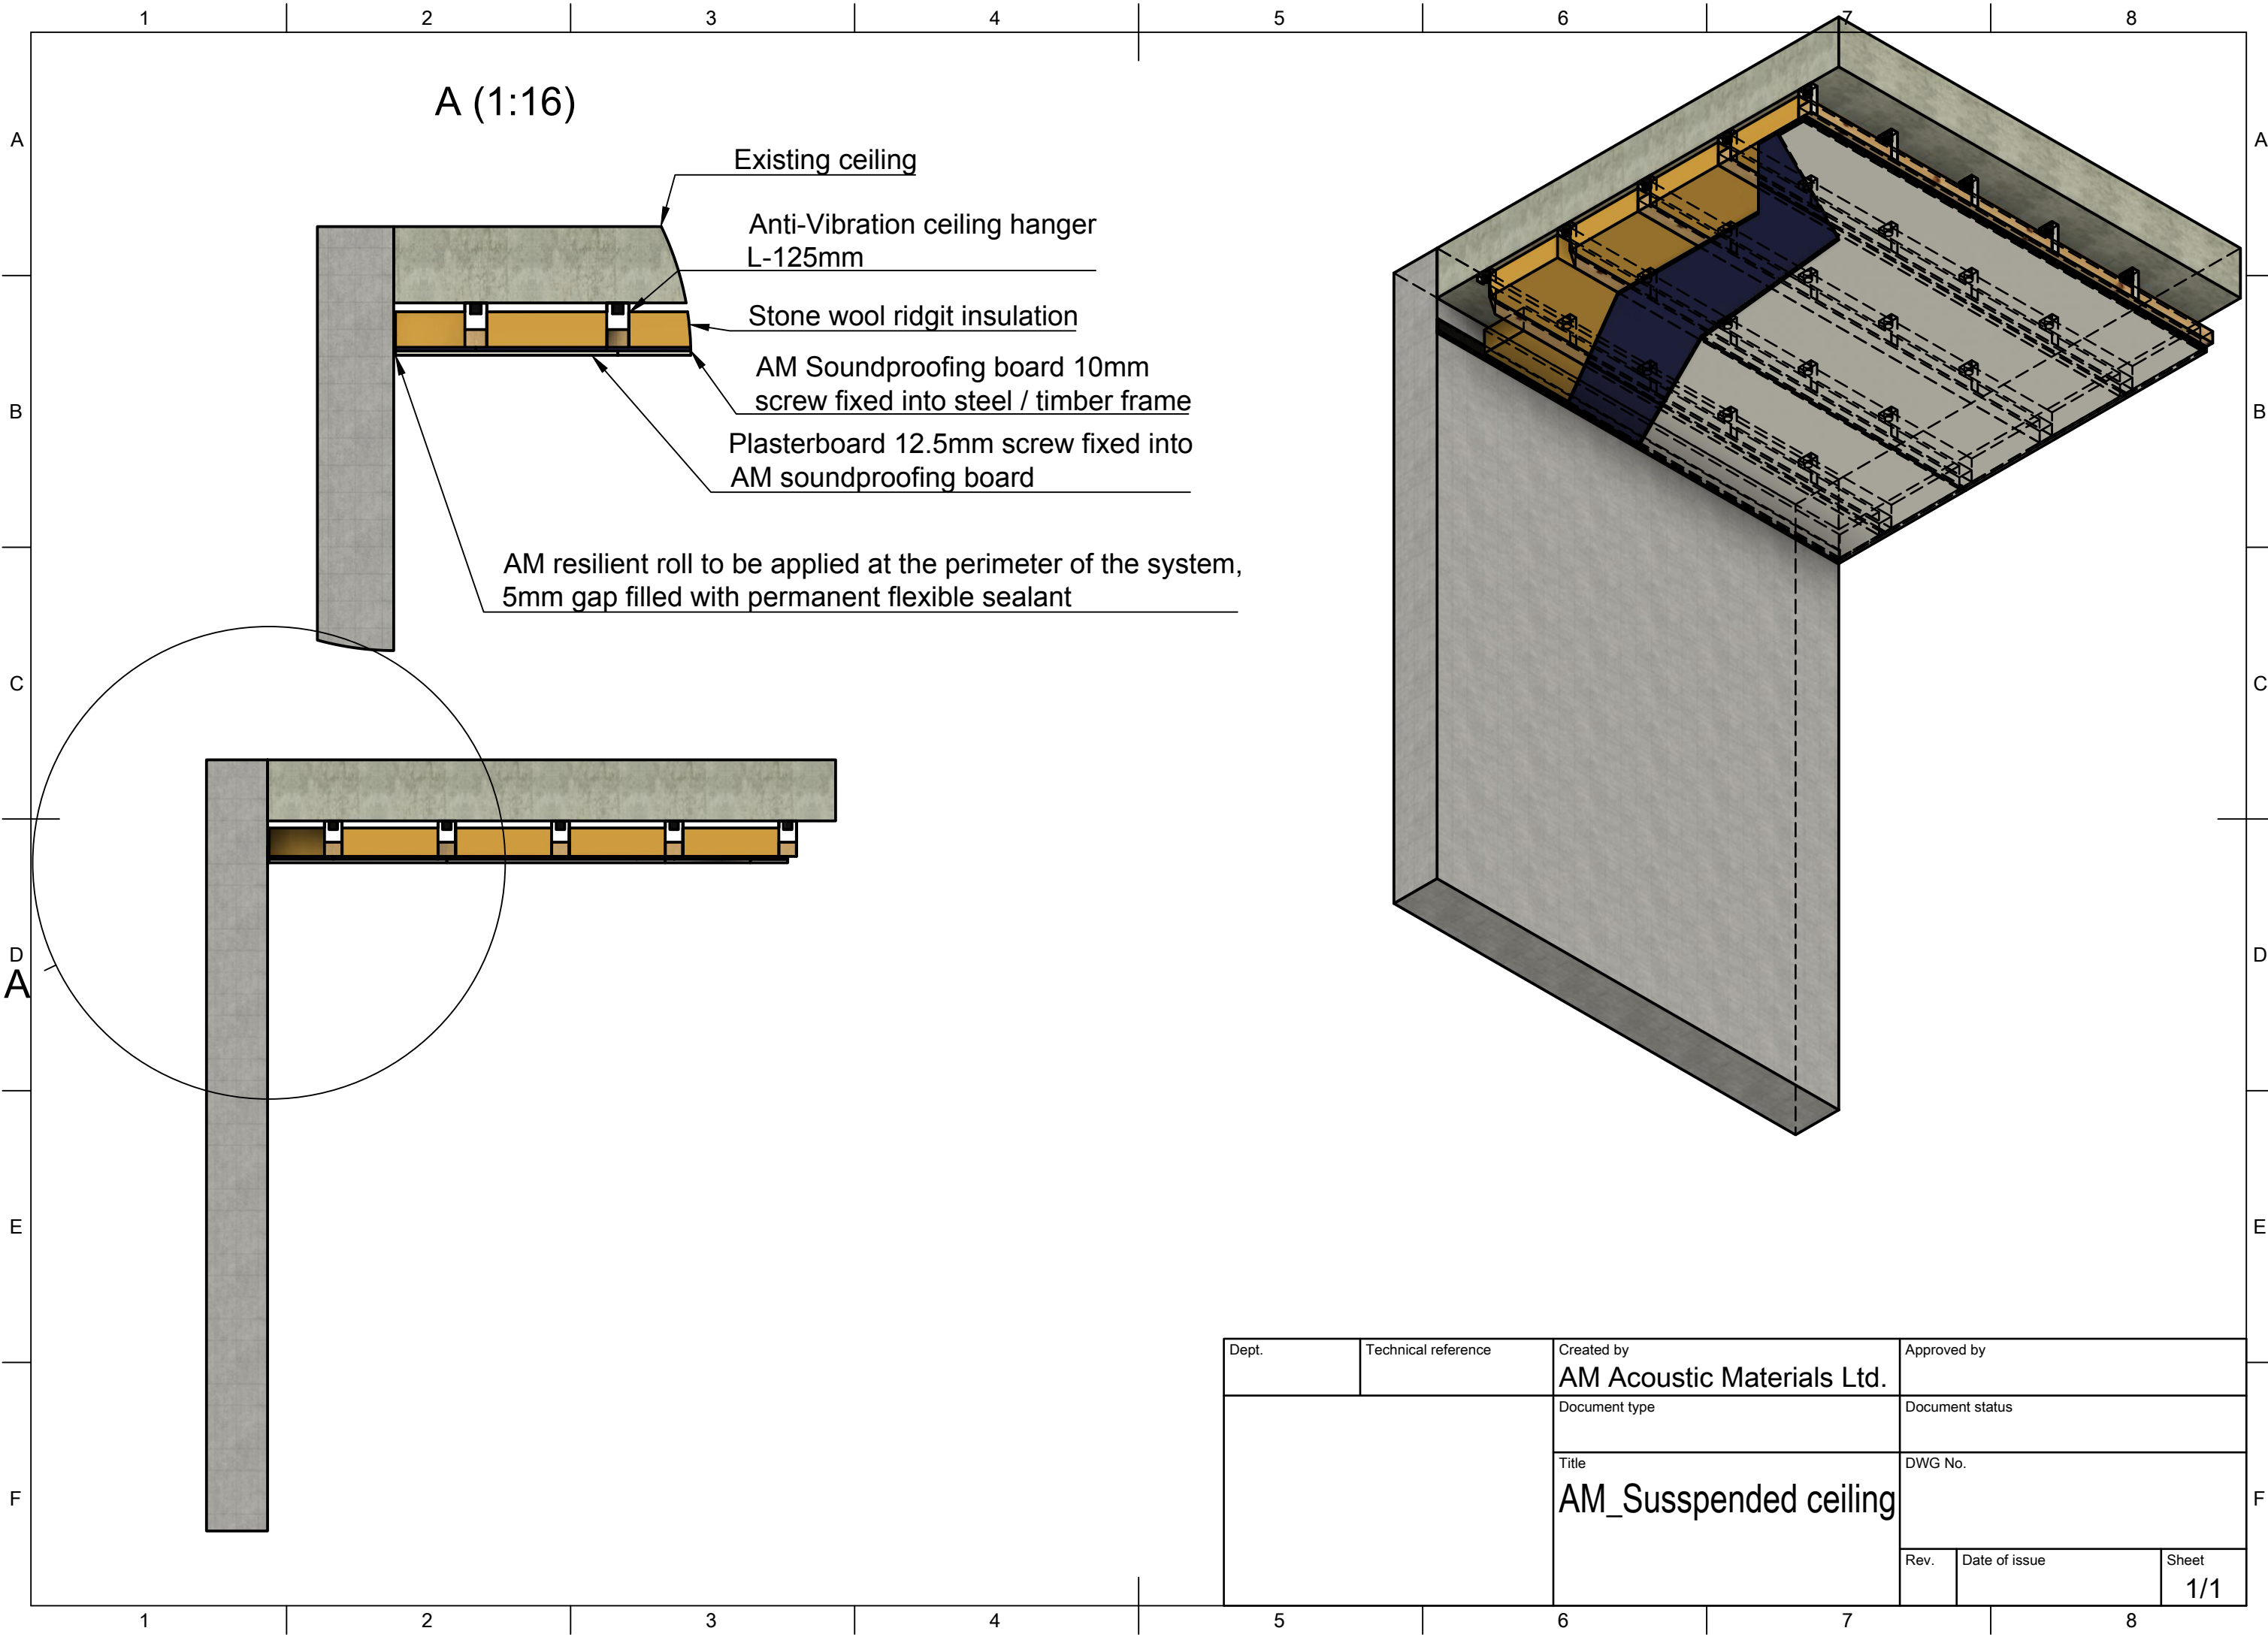 1 2 3 4 5 6 7 8
A (1:16)
A A
Existing ceiling
Anti-Vibration ceiling hanger
L-125mm
Stone wool ridgit insulation
AM Soundproofing board 10mm
screw fixed into steel / timber frame
B B
Plasterboard 12.5mm screw fixed into
AM soundproofing board
AM resilient roll to be applied at the perimeter of the system,
5mm gap filled with permanent flexible sealant
C C
D D
A
E E
Dept. Technical reference Created by Approved by
AM Acoustic Materials Ltd.
Document type Document status
Title DWG No.
AM_Susspended ceiling
F F
Rev. Date of issue Sheet
1/1
1 2 3 4 5 6 7 8